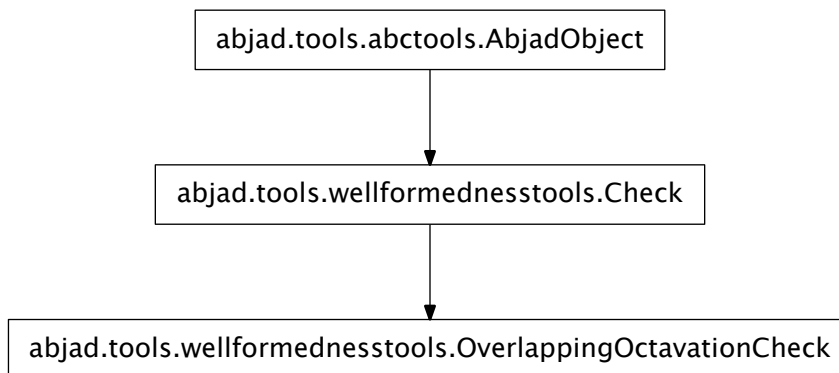 abjad.tools.abctools.AbjadObject
abjad.tools.wellformednesstools.Check
abjad.tools.wellformednesstools.OverlappingOctavationCheck